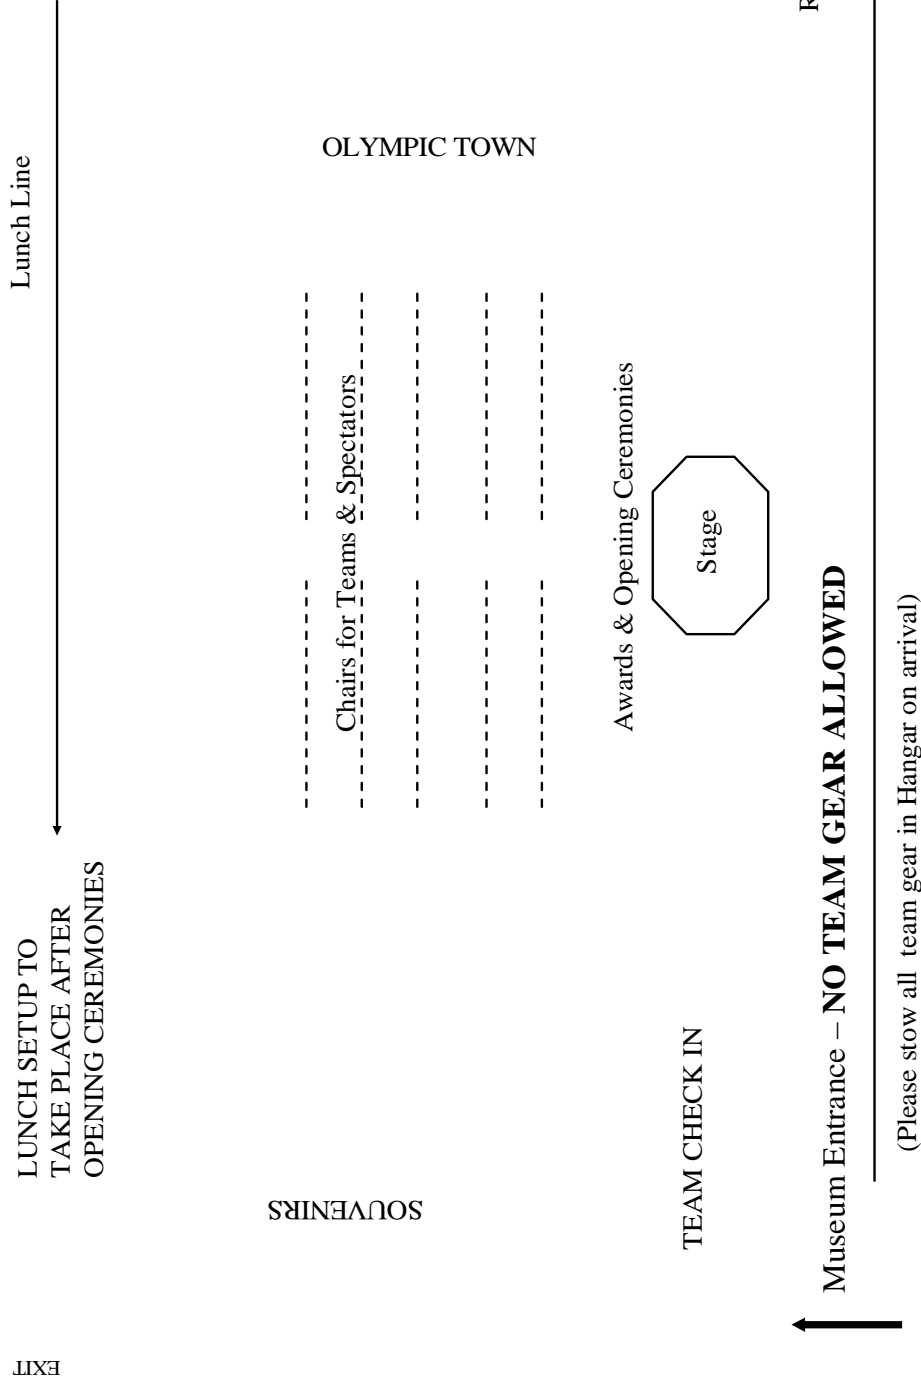 EXIT
LUNCH SETUP TO
TAKE PLACE AFTER
OPENING CEREMONIES
Lunch Line
SOUVENIRS
Chairs for Teams & Spectators
OLYMPIC TOWN
Awards & Opening Ceremonies
Stage
TEAM CHECK IN
Museum Entrance – NO TEAM GEAR ALLOWED
(Please stow all team gear in Hangar on arrival)